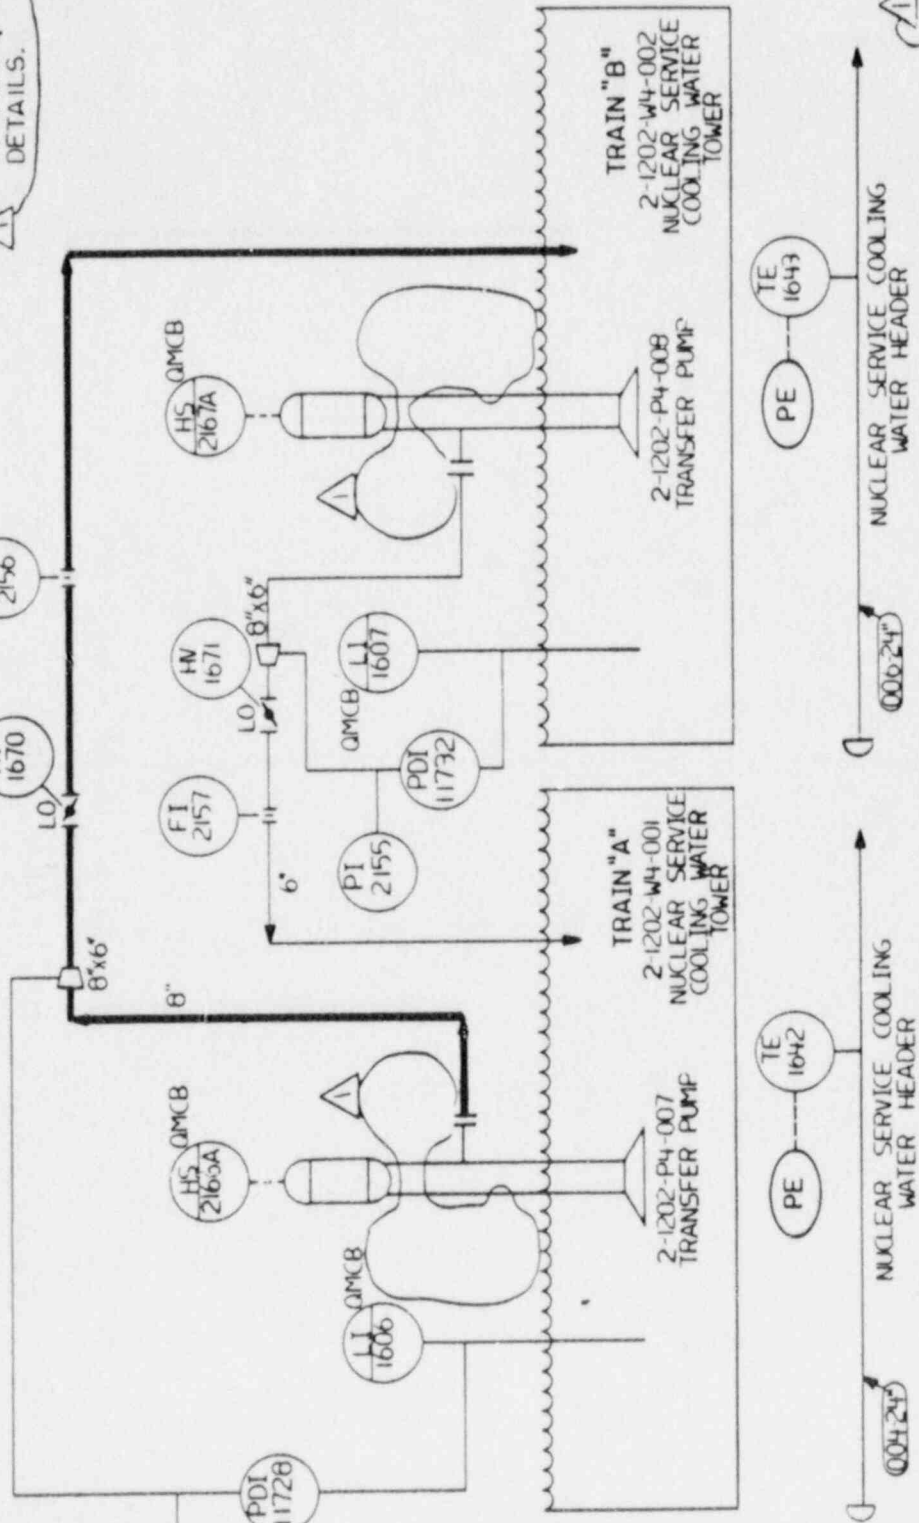 DETAILS.
2156
1670
LO
8"x6"
8"
HS
2166A
QMCB
1
LI
1606
QMCB
PDI
11728
HS
2167A
QMCB
1
8"x6"
HV
1671
LO
FI
2157
6"
QMCB
LI
1607
PDI
11732
PI
2155
TRAIN "A"
2-1202-W4-001
NUCLEAR SERVICE
COOLING WATER
TOWER
2-1202-P4-007
TRANSFER PUMP
TRAIN "B"
2-1202-W4-002
NUCLEAR SERVICE
COOLING WATER
TOWER
2-1202-P4-008
TRANSFER PUMP
PE
TE
1642
004-24"
NUCLEAR SERVICE COOLING
WATER HEADER
PE
TE
1643
006-24"
NUCLEAR SERVICE COOLING
WATER HEADER
1